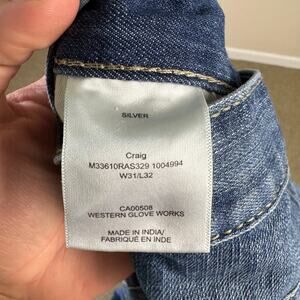 SILVER
Craig
M33610RAS329 1004994
W31/L32
CA00508
WESTERN GLOVE WORKS
MADE IN INDIA/
FABRIQUÉ EN INDE